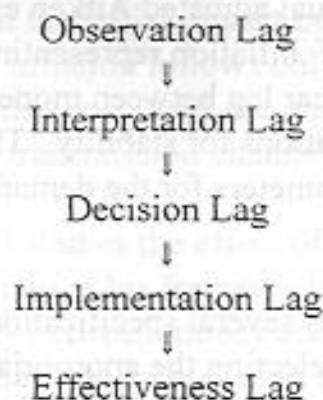 Observation Lag
Interpretation Lag
Decision Lag
Implementation Lag
Effectiveness Lag